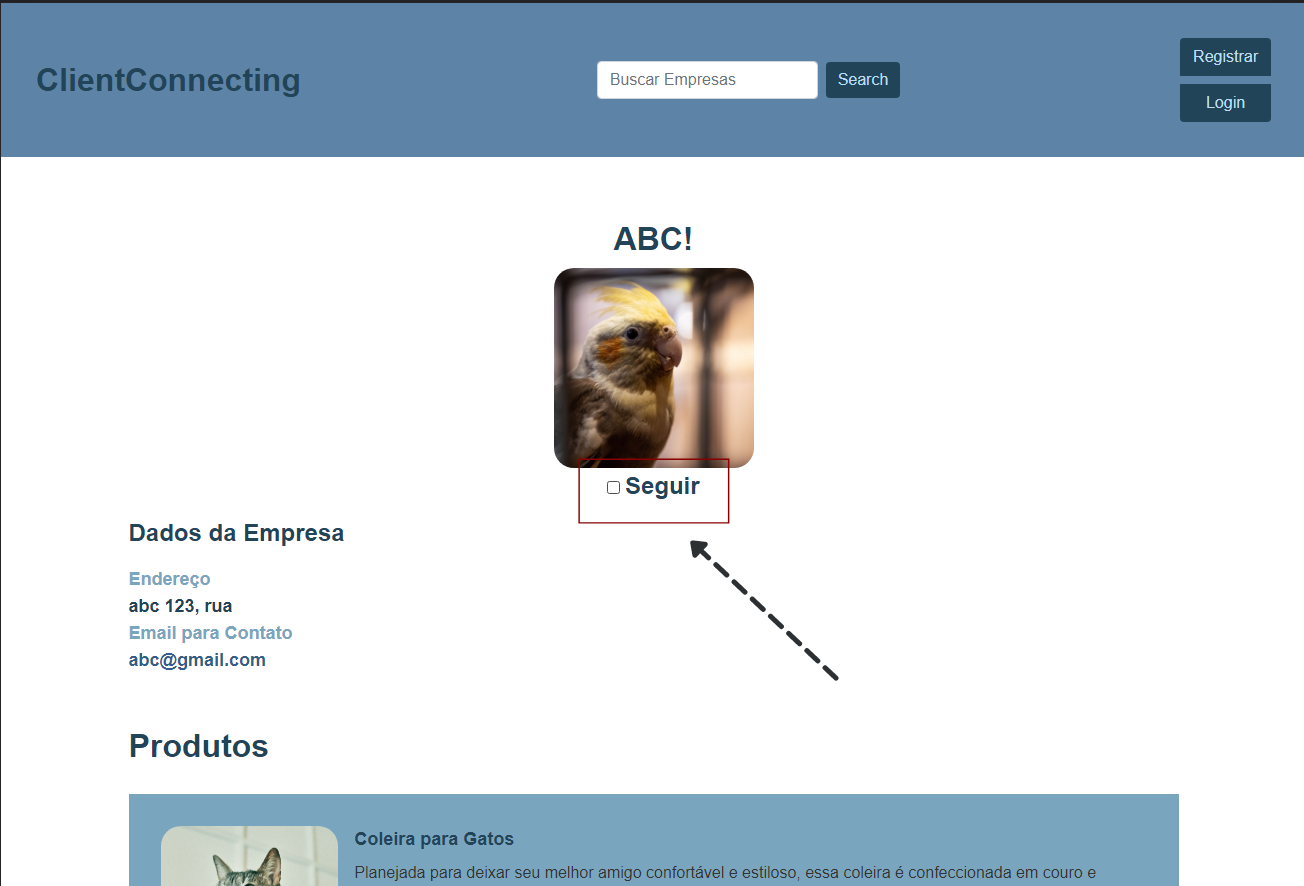 ClientConnecting
Buscar Empresas
Search
Registrar
Login
ABC!
Seguir
Dados da Empresa
Endereço
abc 123, rua
Email para Contato
abc@gmail.com
Produtos
Coleira para Gatos
Planejada para deixar seu melhor amigo confortável e estiloso, essa coleira é confeccionada em couro e